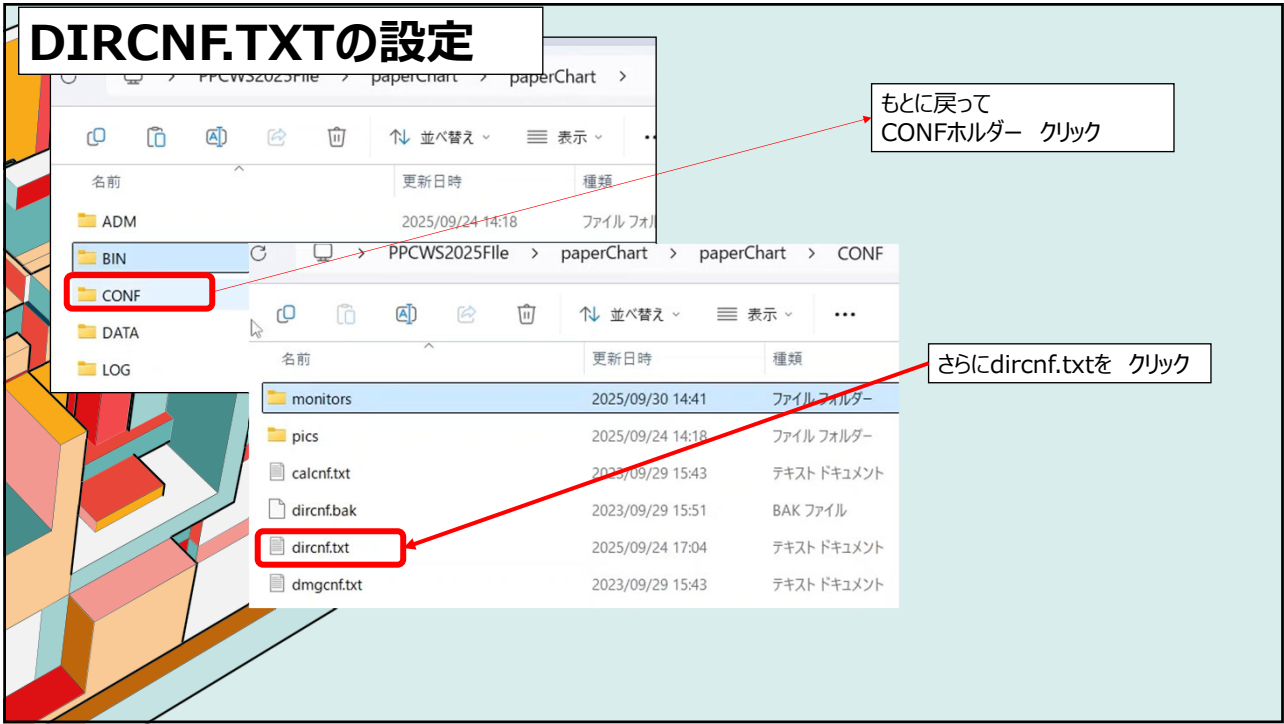 DIRCNF.TXTの設定
PPCWS2025FIle > paperChart > paperChart >
並べ替え 表示
名前 更新日時 種類
ADM 2025/09/24 14:18 ファイル フォル
BIN
CONF
DATA
LOG
もとに戻って
CONFホルダー クリック
> PPCWS2025FIle > paperChart > paperChart > CONF
並べ替え 表示 •••
名前 更新日時 種類
monitors 2025/09/30 14:41 ファイル フォルダー
pics 2025/09/24 14:18 ファイル フォルダー
calcnf.txt 2023/09/29 15:43 テキスト ドキュメント
dircnf.bak 2023/09/29 15:51 BAK ファイル
dircnf.txt 2025/09/24 17:04 テキスト ドキュメント
dmgcnf.txt 2023/09/29 15:43 テキスト ドキュメント
さらにdircnf.txtを クリック